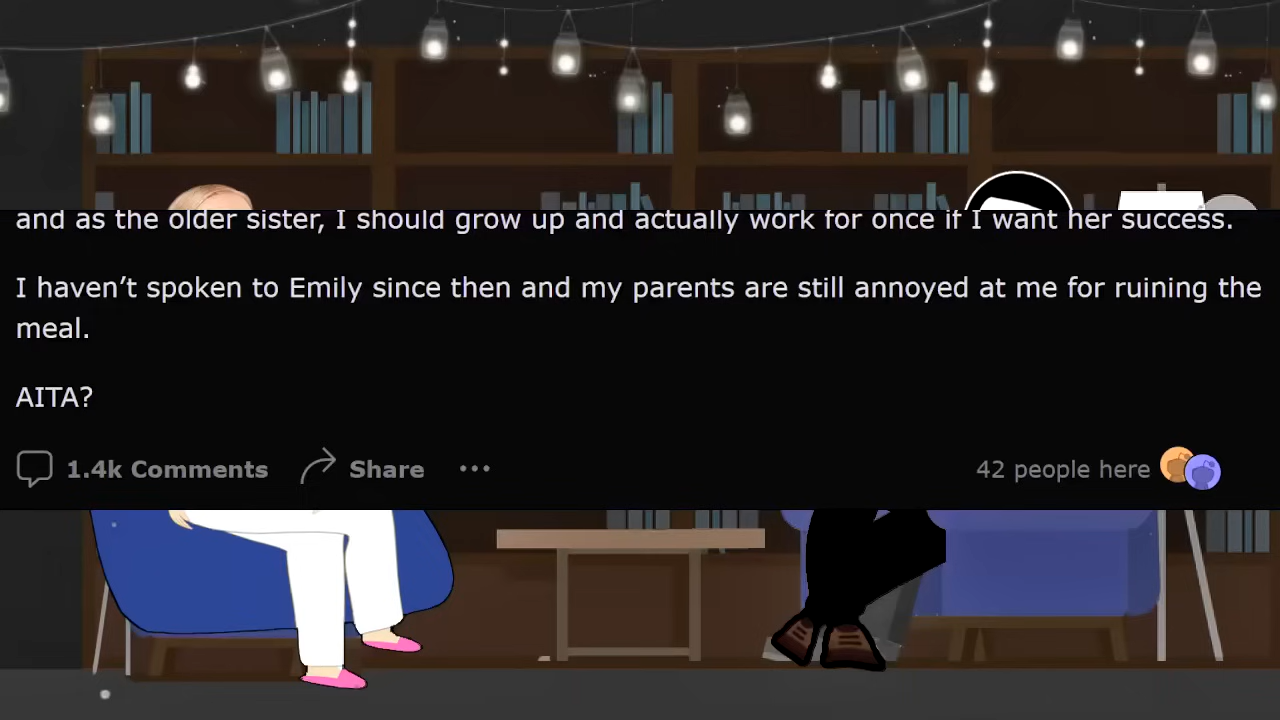 and as the older sister, I should grow up and actually work for once if I want her success.
I haven’t spoken to Emily since then and my parents are still annoyed at me for ruining the
meal.
AITA?
1.4k Comments Share ••• 42 people here